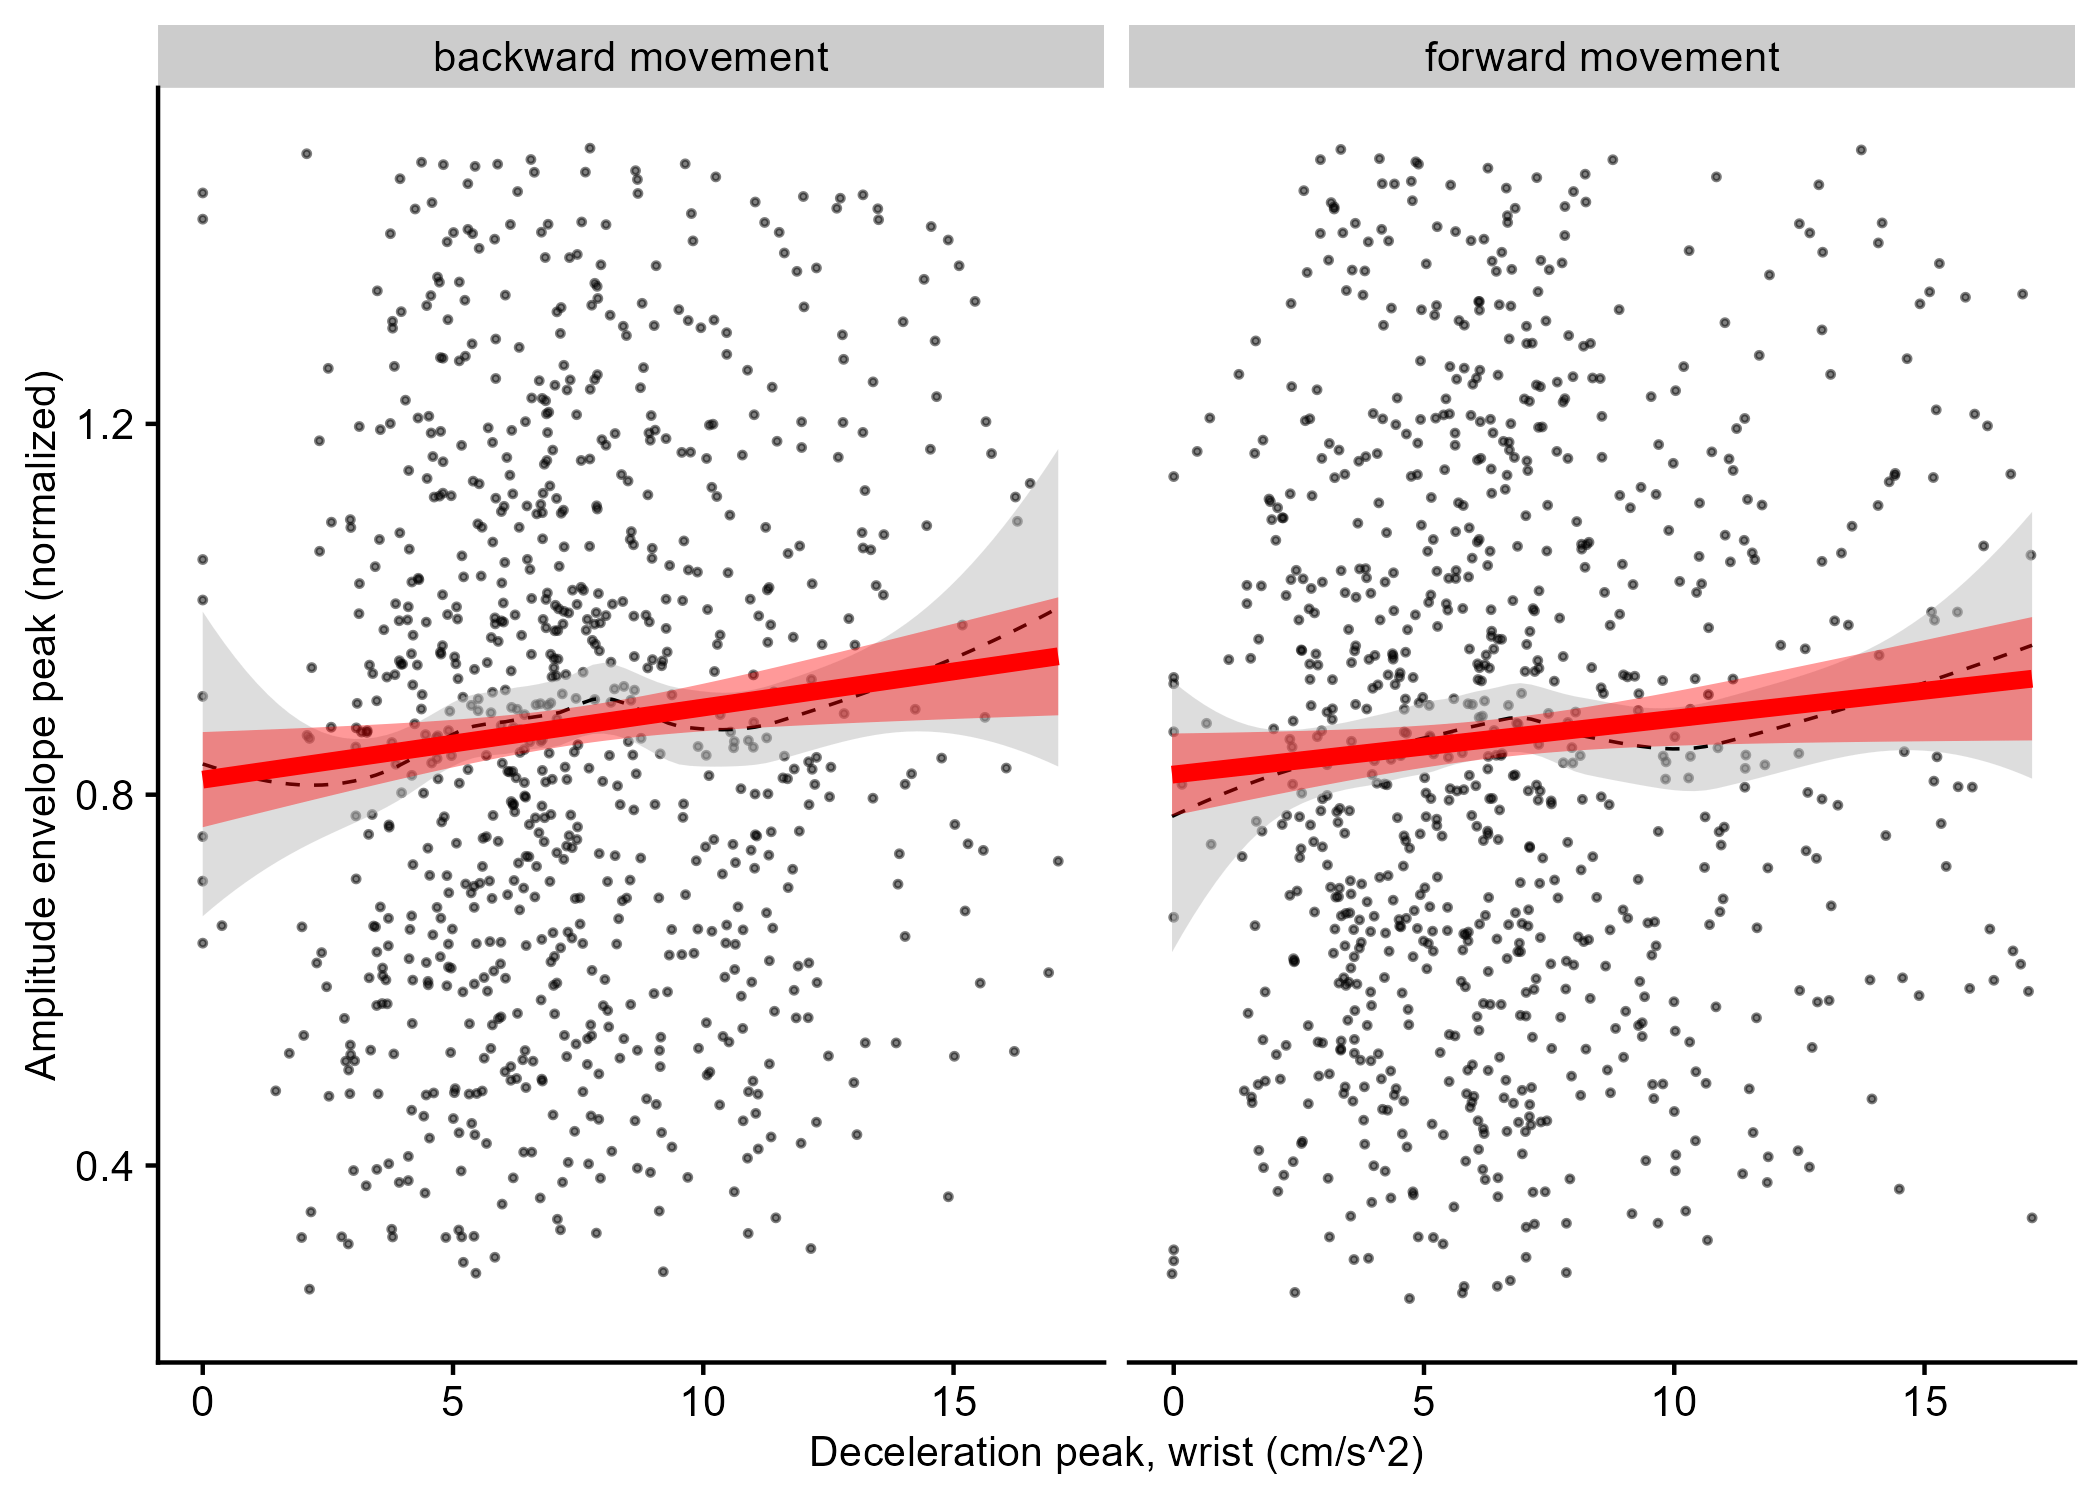 backward movement
forward movement
Amplitude envelope peak (normalized)
1.2
0.8
0.4
0 5 10 15
0 5 10 15
Deceleration peak, wrist (cm/s^2)